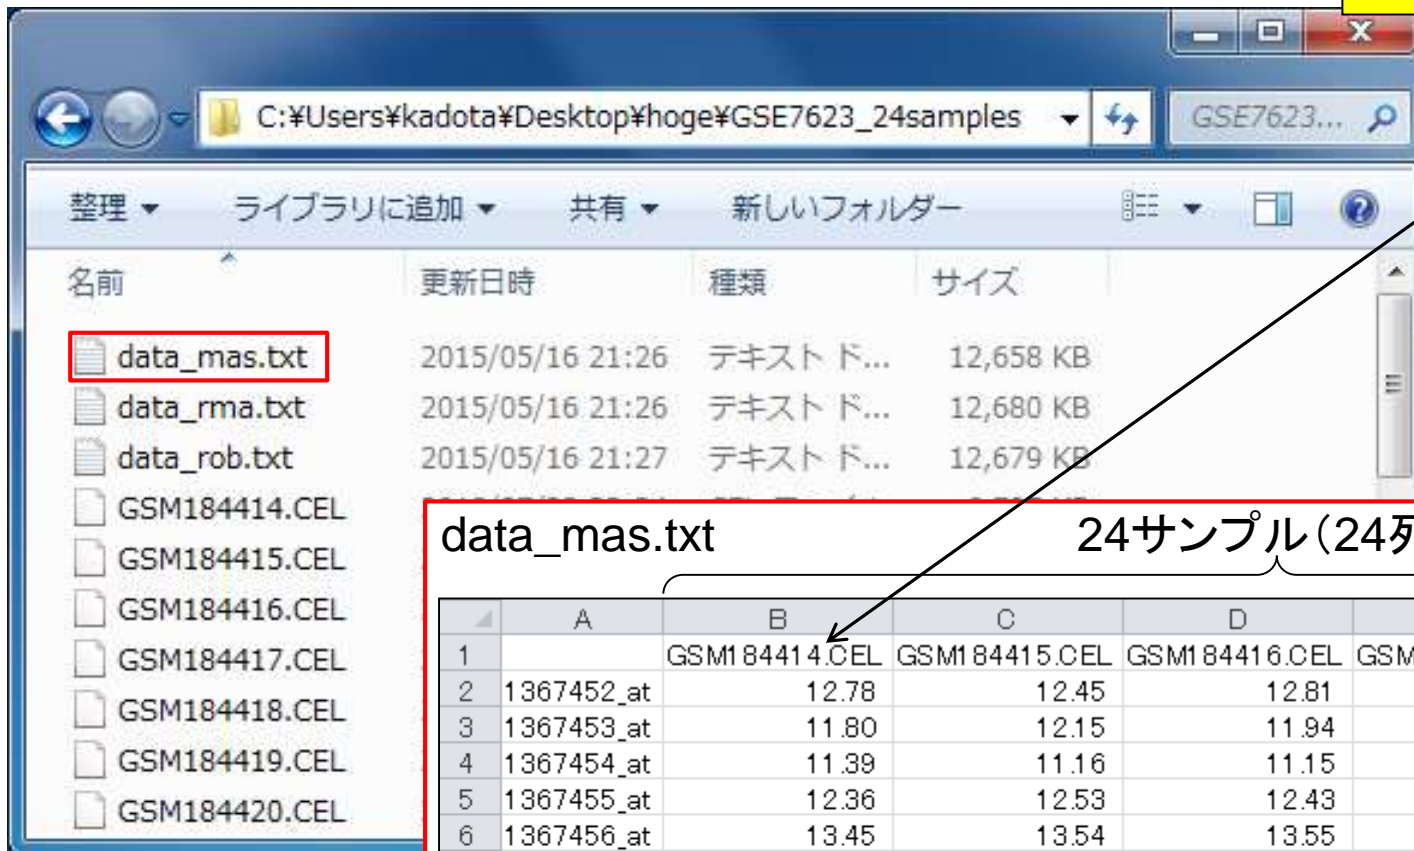 C:¥Users¥kadota¥Desktop¥hoge¥GSE7623_24samples GSE7623...
整理 ライブラリに追加 共有 新しいフォルダー
名前 更新日時 種類 サイズ
data_mas.txt 2015/05/16 21:26 テキスト ド... 12,658 KB
data_rma.txt 2015/05/16 21:26 テキスト ド... 12,680 KB
data_rob.txt 2015/05/16 21:27 テキスト ド... 12,679 KB
GSM184414.CEL
GSM184415.CEL
GSM184416.CEL
GSM184417.CEL
GSM184418.CEL
GSM184419.CEL
GSM184420.CEL
data_mas.txt 24サンプル(24列
A B C D
1 GSM184414.CEL GSM184415.CEL GSM184416.CEL GSM
2 1367452_at 12.78 12.45 12.81
3 1367453_at 11.80 12.15 11.94
4 1367454_at 11.39 11.16 11.15
5 1367455_at 12.36 12.53 12.43
6 1367456_at 13.45 13.54 13.55